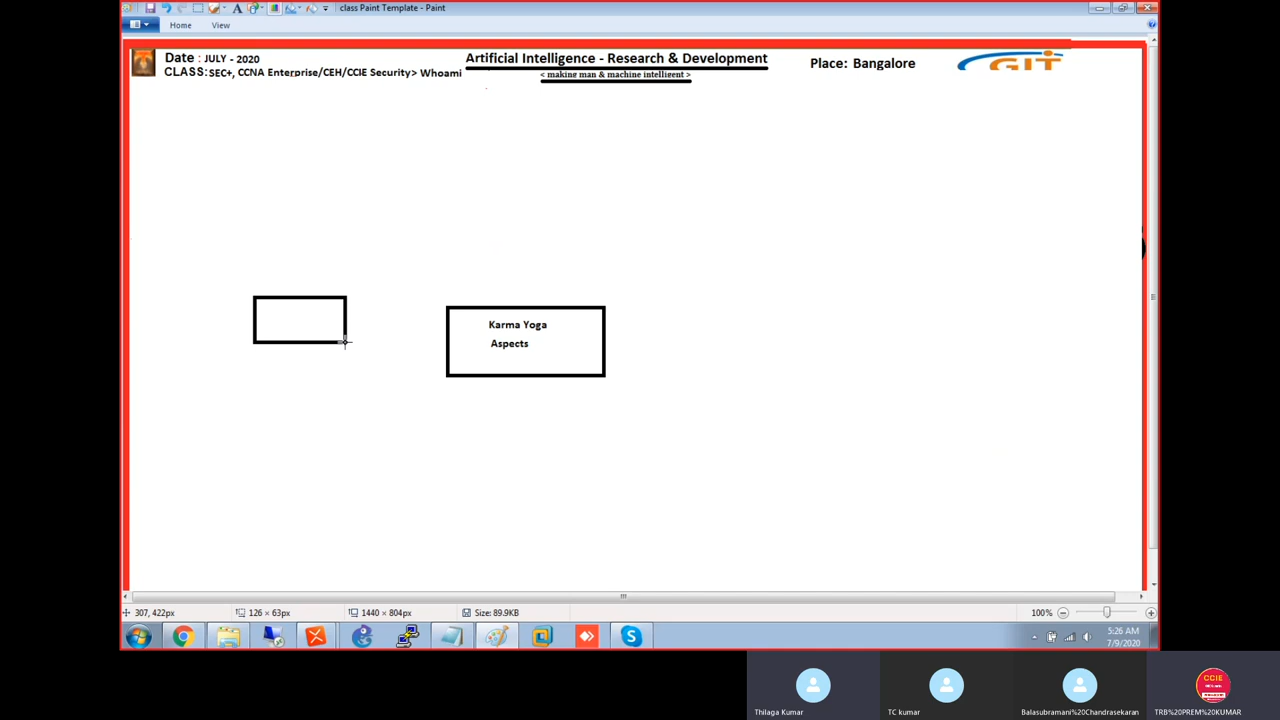 class Paint Template - Paint
Home
View
Date : JULY - 2020
CLASS:SEC+, CCNA Enterprise/CEH/CCIE Security> Whoami
Artificial Intelligence - Research & Development
< making man & machine intelligent >
Place: Bangalore
GIT
Karma Yoga
Aspects
307, 422px
126 × 63px
1440 × 804px
Size: 89.9KB
100%
5:26 AM
7/9/2020
CCIE
Thilaga Kumar
TC kumar
Balasubramani%20Chandrasekaran
TRB%20PREM%20KUMAR